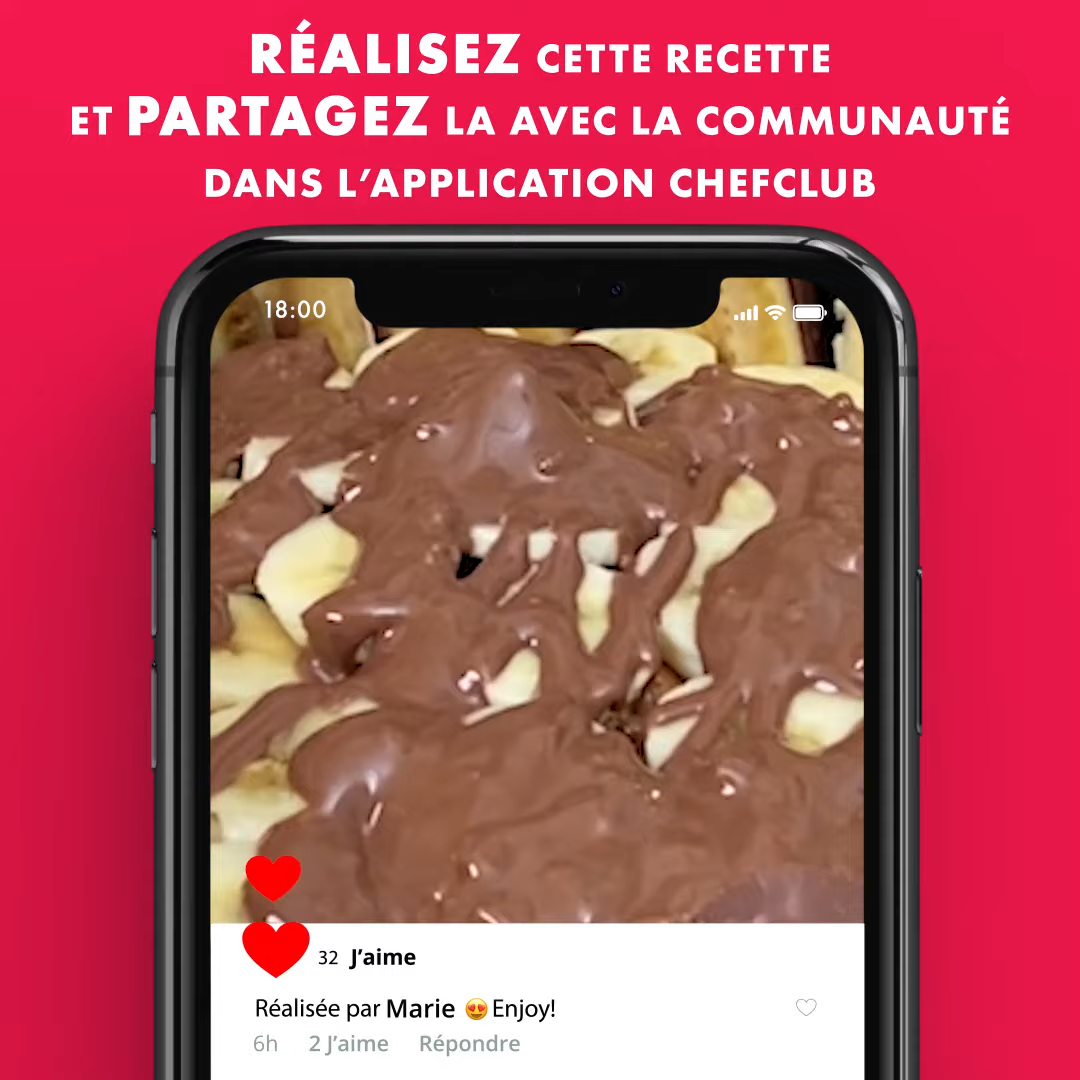 RÉALISEZ CETTE RECETTE
ET PARTAGEZ LA AVEC LA COMMUNAUTÉ
DANS L'APPLICATION CHEFCLUB
18:00
32 J'aime
Réalisée par Marie 😍 Enjoy!
6h 2 J'aime Répondre